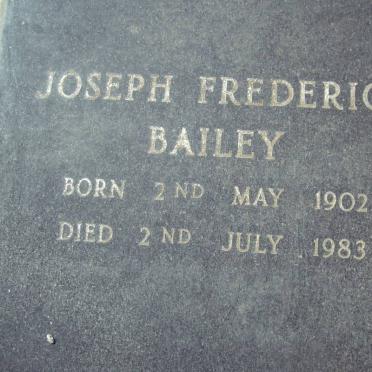 JOSEPH FREDERIC
BAILEY
BORN 2ND MAY 1902
DIED 2ND JULY 1983